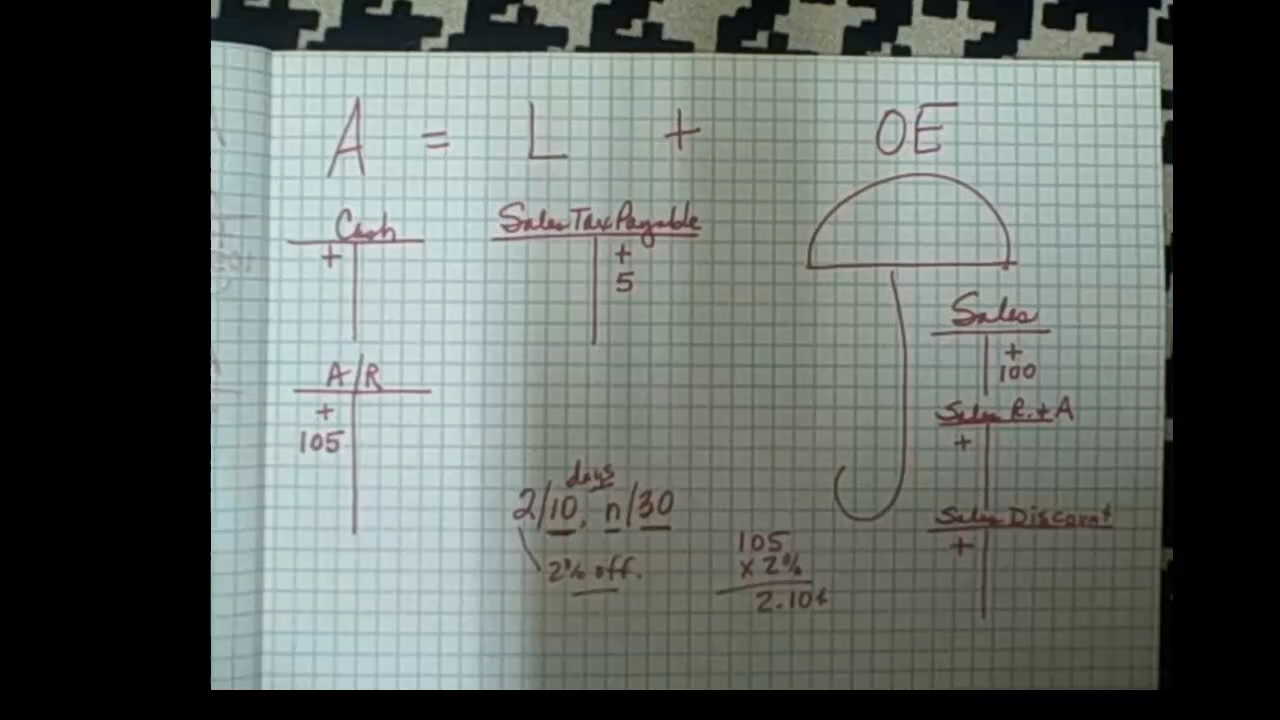 A = L + OE
Cash
+
Sales Tax Payable
+
5
A/R
+
105
Sales
+
100
Sales R. + A
+
Sales Discount
+
days
2/10, n/30
2% off.
105
x 2%
2.10¢